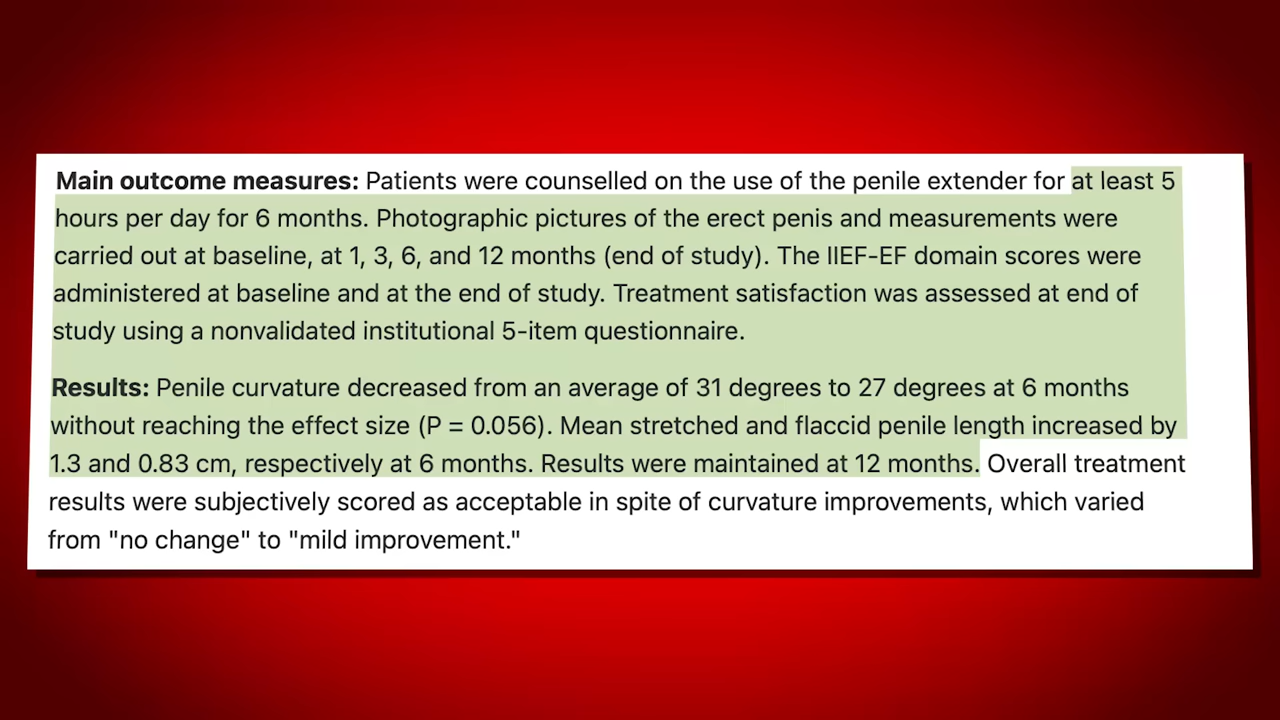 Main outcome measures: Patients were counselled on the use of the penile extender for at least 5
hours per day for 6 months. Photographic pictures of the erect penis and measurements were
carried out at baseline, at 1, 3, 6, and 12 months (end of study). The IIEF-EF domain scores were
administered at baseline and at the end of study. Treatment satisfaction was assessed at end of
study using a nonvalidated institutional 5-item questionnaire.
Results: Penile curvature decreased from an average of 31 degrees to 27 degrees at 6 months
without reaching the effect size (P = 0.056). Mean stretched and flaccid penile length increased by
1.3 and 0.83 cm, respectively at 6 months. Results were maintained at 12 months. Overall treatment
results were subjectively scored as acceptable in spite of curvature improvements, which varied
from "no change" to "mild improvement."